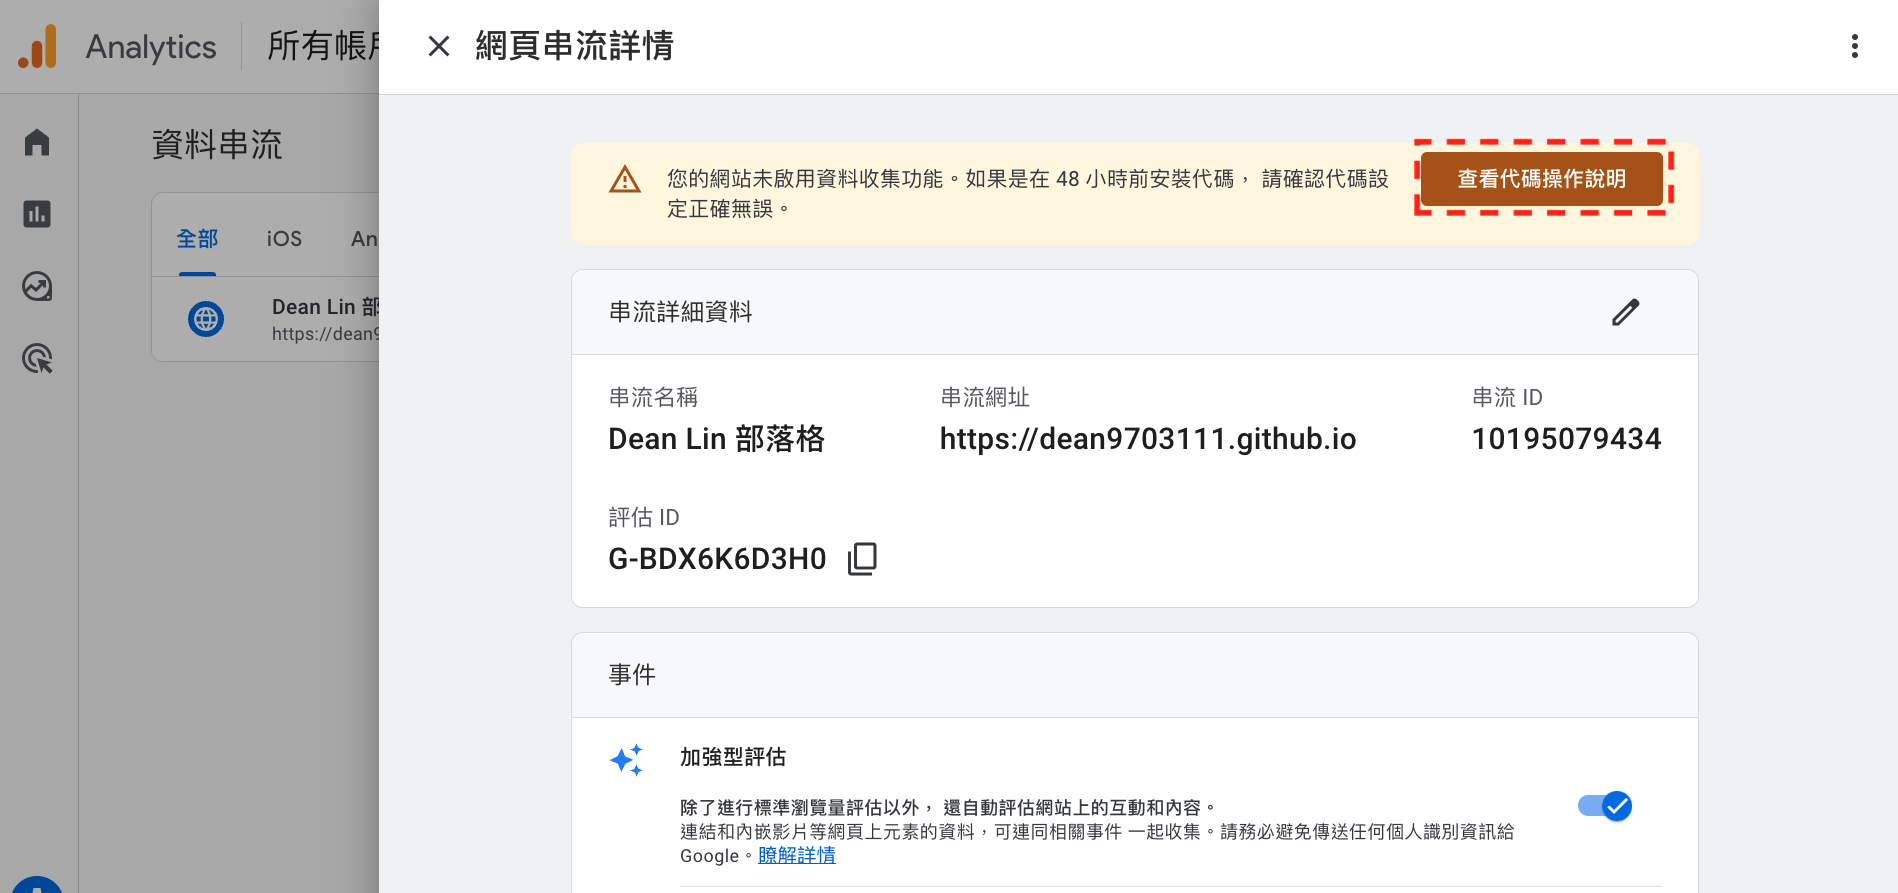 Analytics
所有帳
網頁串流詳情
資料串流
全部
iOS
An
Dean Lin 部
https://dean9
您的網站未啟用資料收集功能。如果是在 48 小時前安裝代碼， 請確認代碼設
定正確無誤。
查看代碼操作說明
串流詳細資料
串流名稱
Dean Lin 部落格
串流網址
https://dean9703111.github.io
串流 ID
10195079434
評估 ID
G-BDX6K6D3H0
事件
加強型評估
除了進行標準瀏覽量評估以外， 還自動評估網站上的互動和內容。
連結和內嵌影片等網頁上元素的資料，可連同相關事件 一起收集。請務必避免傳送任何個人識別資訊給
Google。瞭解詳情